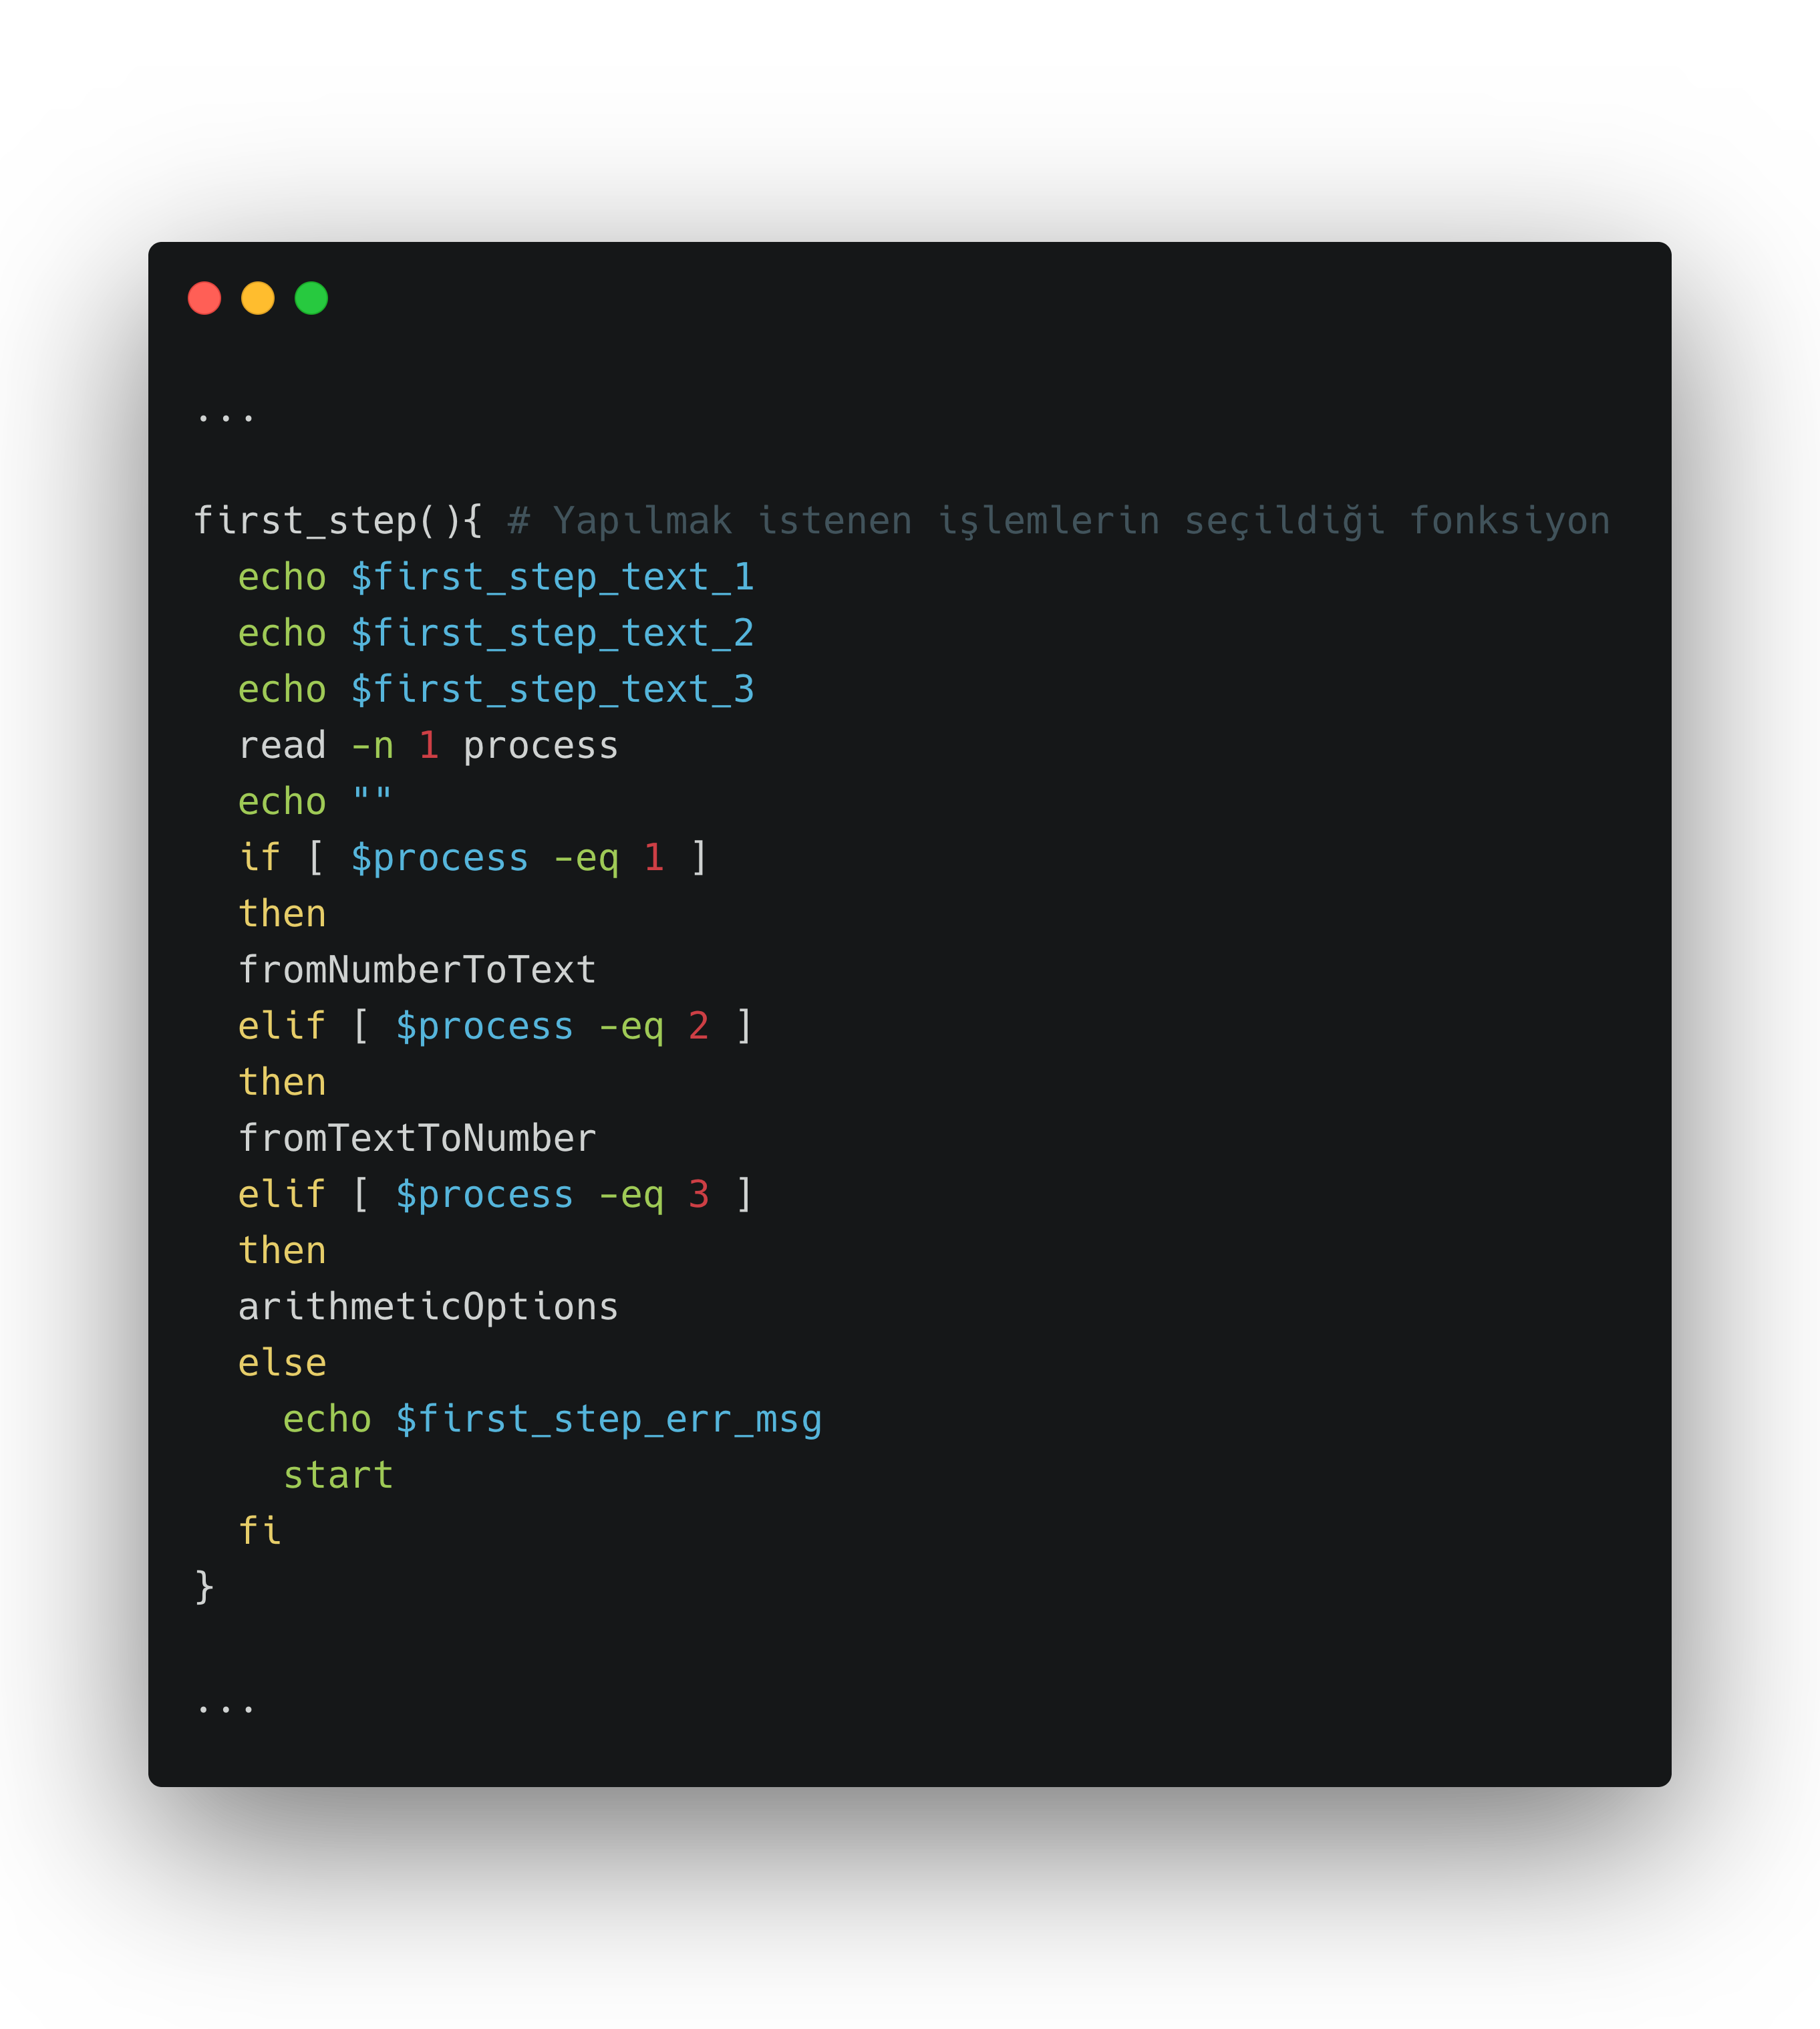 ...
first_step(){ # Yapılmak istenen işlemlerin seçildiği fonksiyon
  echo $first_step_text_1
  echo $first_step_text_2
  echo $first_step_text_3
  read -n 1 process
  echo ""
  if [ $process -eq 1 ]
  then
  fromNumberToText
  elif [ $process -eq 2 ]
  then
  fromTextToNumber
  elif [ $process -eq 3 ]
  then
  arithmeticOptions
  else
    echo $first_step_err_msg
    start
  fi
}
...